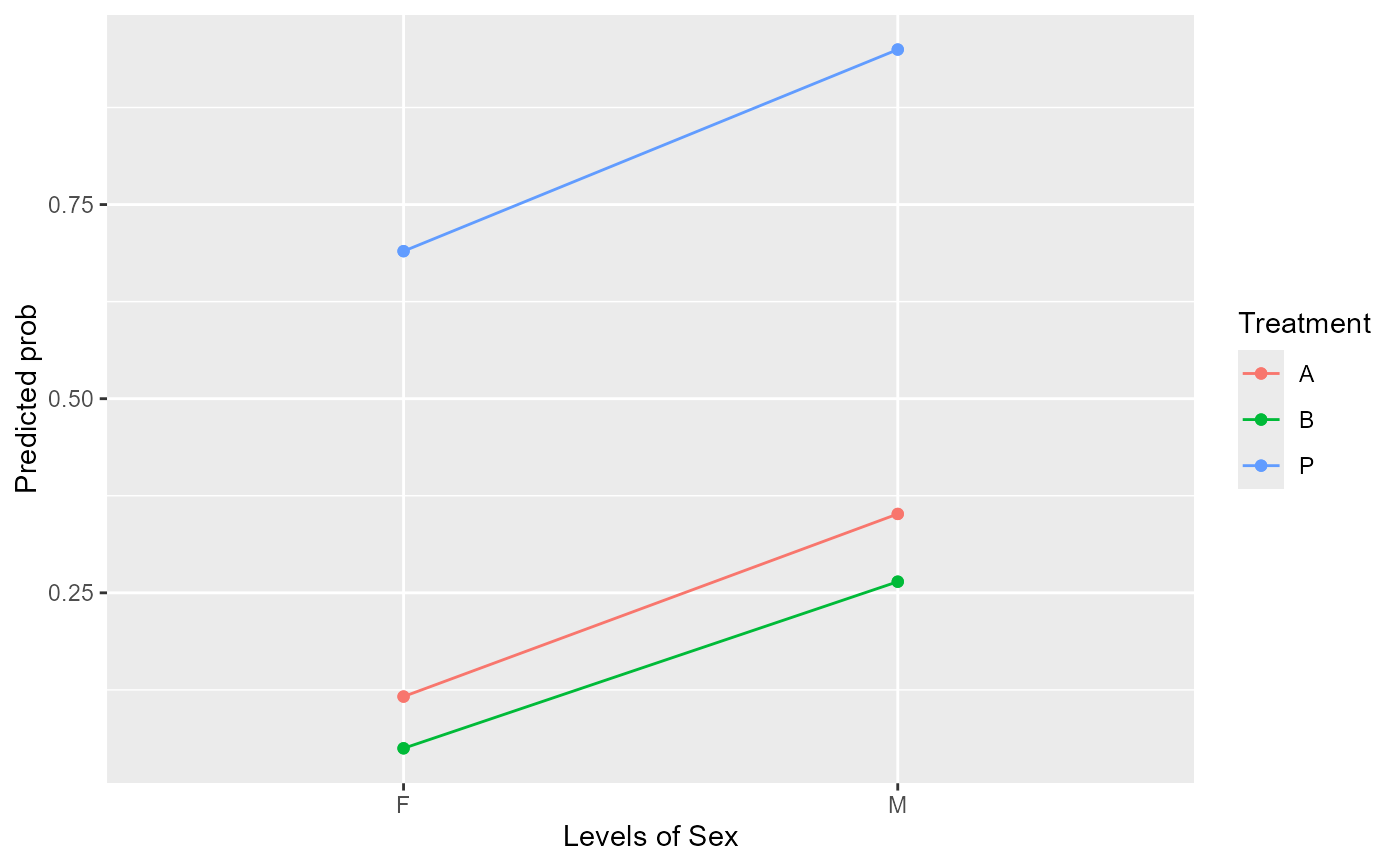 Predicted prob
0.75
0.50
0.25
F
M
Levels of Sex
Treatment
A
B
P